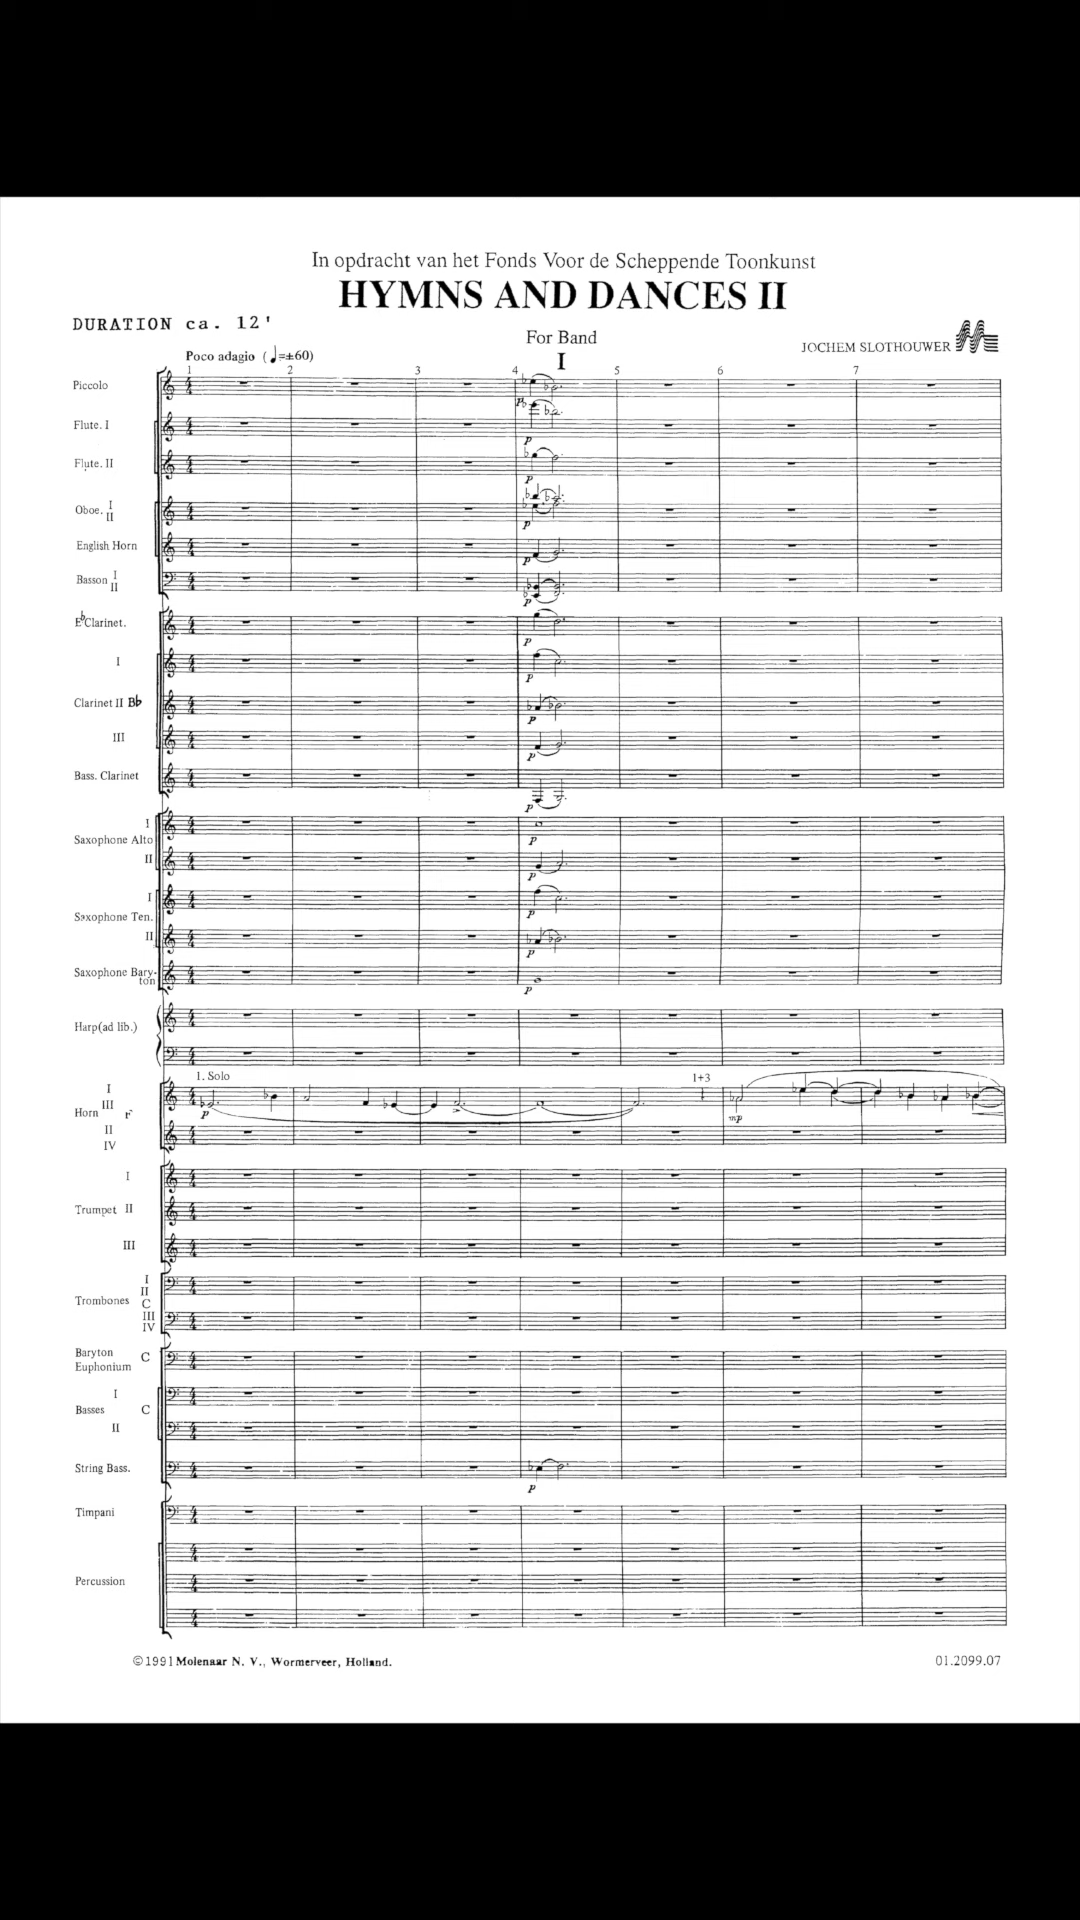 In opdracht van het Fonds Voor de Scheppende Toonkunst
HYMNS AND DANCES II
DURATION ca. 12'
For Band
JOCHEM SLOTHOUWER
Poco adagio (♩=±60)
I
1 2 3 4 5 6 7
Piccolo
p
Flute. I
p
Flute. II
p
Oboe. I
II
p
English Horn
p
Basson I
II
p
E♭Clarinet.
p
I
p
Clarinet II B♭
p
III
p
Bass. Clarinet
p
I
p
Saxophone Alto
II
p
I
p
Saxophone Ten.
II
p
Saxophone Bary-
ton
p
Harp(ad lib.)
1. Solo
1+3
I
III
Horn F
p
mp
II
IV
I
Trumpet II
III
I
II
Trombones C
III
IV
Baryton C
Euphonium
I
Basses C
II
String Bass.
p
Timpani
Percussion
©1991 Molenaar N. V., Wormerveer, Holland.
01.2099.07